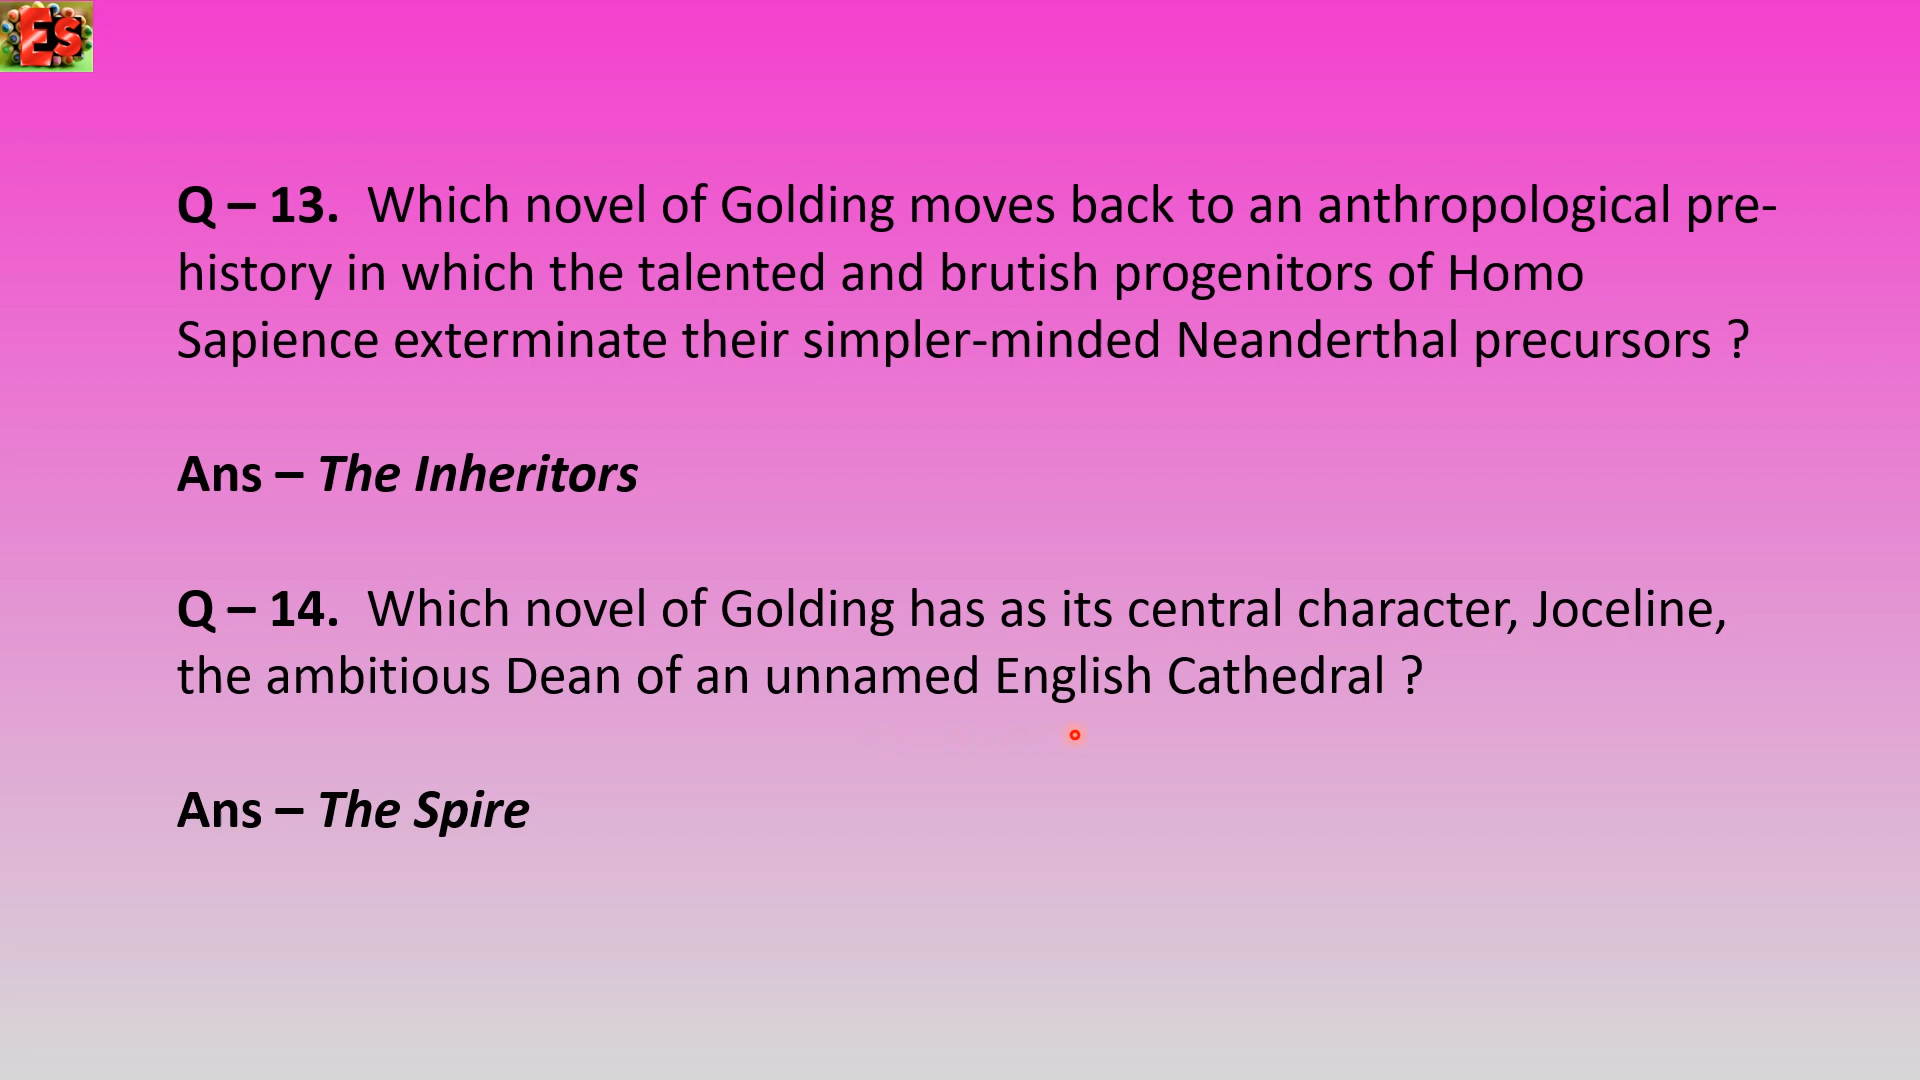 ES
Q – 13.  Which novel of Golding moves back to an anthropological pre-
history in which the talented and brutish progenitors of Homo
Sapience exterminate their simpler-minded Neanderthal precursors ?
Ans – The Inheritors
Q – 14.  Which novel of Golding has as its central character, Joceline,
the ambitious Dean of an unnamed English Cathedral ?
Ans – The Spire